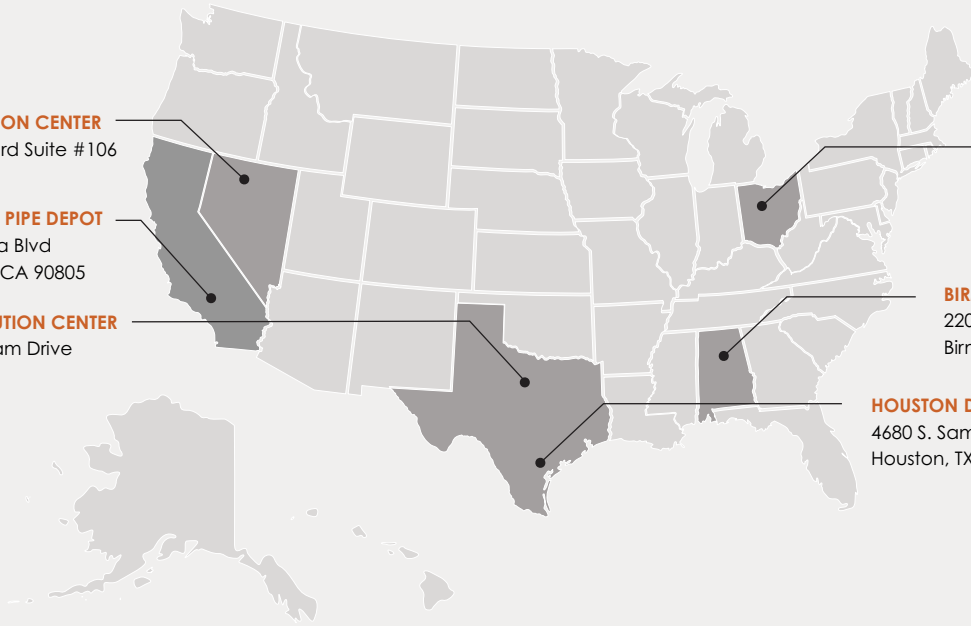 ON CENTER
rd Suite #106
PIPE DEPOT
a Blvd
CA 90805
UTION CENTER
am Drive
BIR
220
Birr
HOUSTON D
4680 S. Sam
Houston, TX